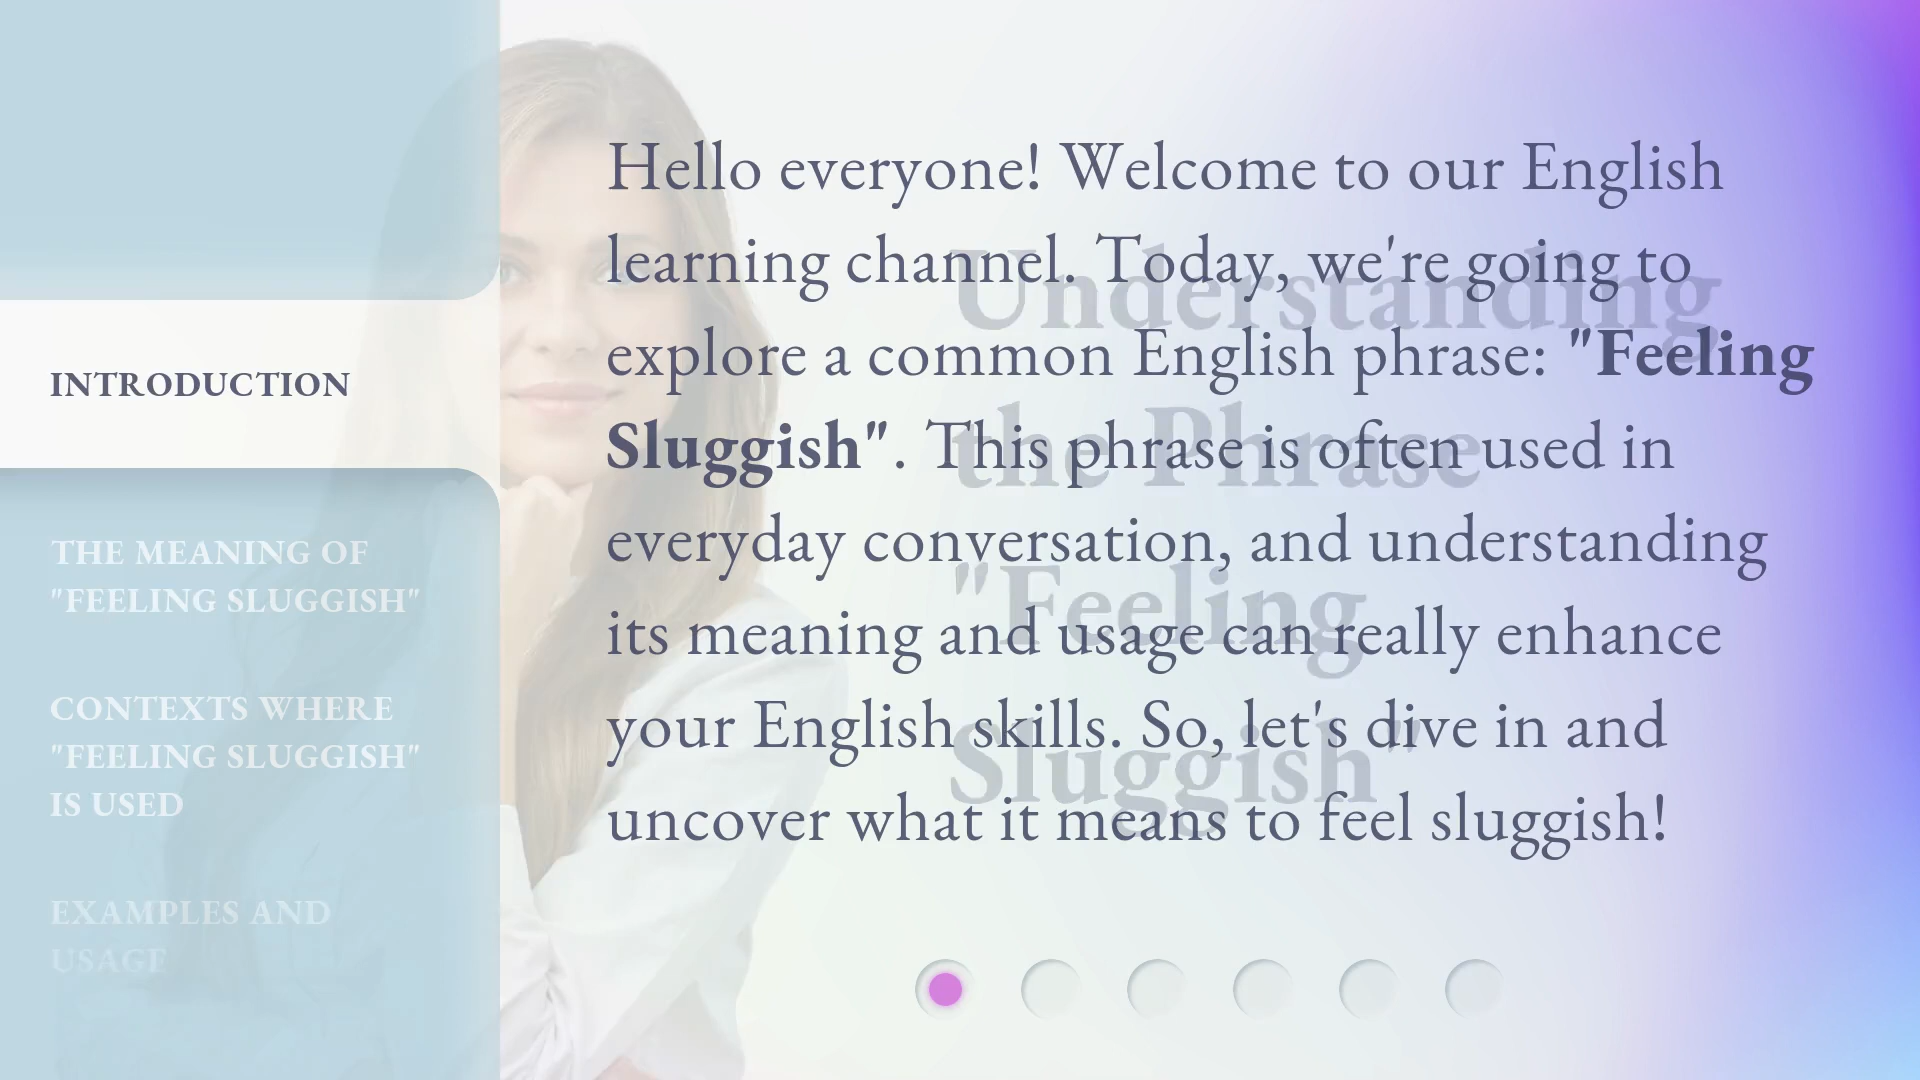 INTRODUCTION
THE MEANING OF
"FEELING SLUGGISH"
CONTEXTS WHERE
"FEELING SLUGGISH"
IS USED
EXAMPLES AND
USAGE
Hello everyone! Welcome to our English
learning channel. Today, we're going to
explore a common English phrase: "Feeling
Sluggish". This phrase is often used in
everyday conversation, and understanding
its meaning and usage can really enhance
your English skills. So, let's dive in and
uncover what it means to feel sluggish!
Understanding
the Phrase
"Feeling
Sluggish"